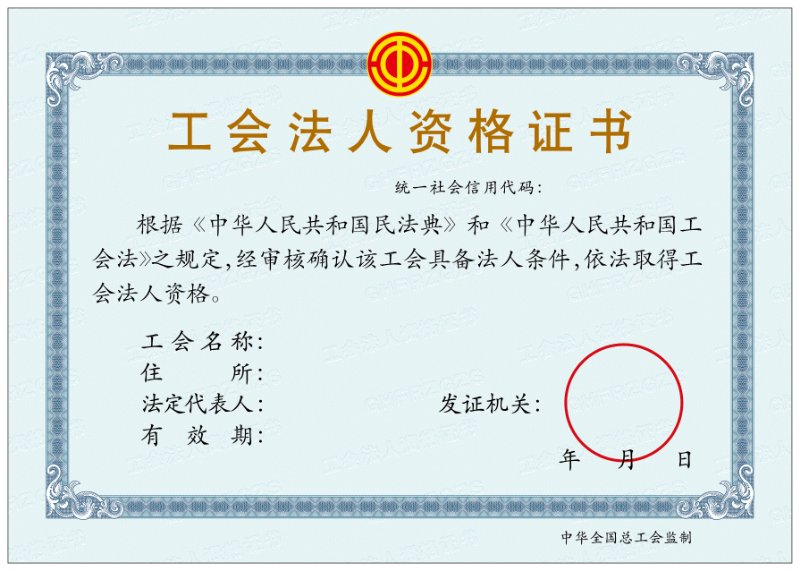 工会法人资格证书
统一社会信用代码：
根据《中华人民共和国民法典》和《中华人民共和国工
会法》之规定，经审核确认该工会具备法人条件，依法取得工
会法人资格。
工会名称：
住所：
法定代表人：
发证机关：
有效期：
年 月 日
中华全国总工会监制